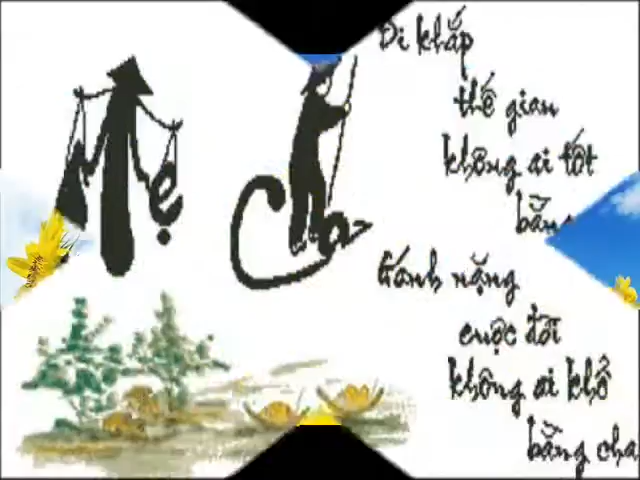 Mẹ
Cha
Đi khắp
thế gian
không ai tốt
bằng
Gánh nặng
cuộc đời
không ai khổ
bằng cha